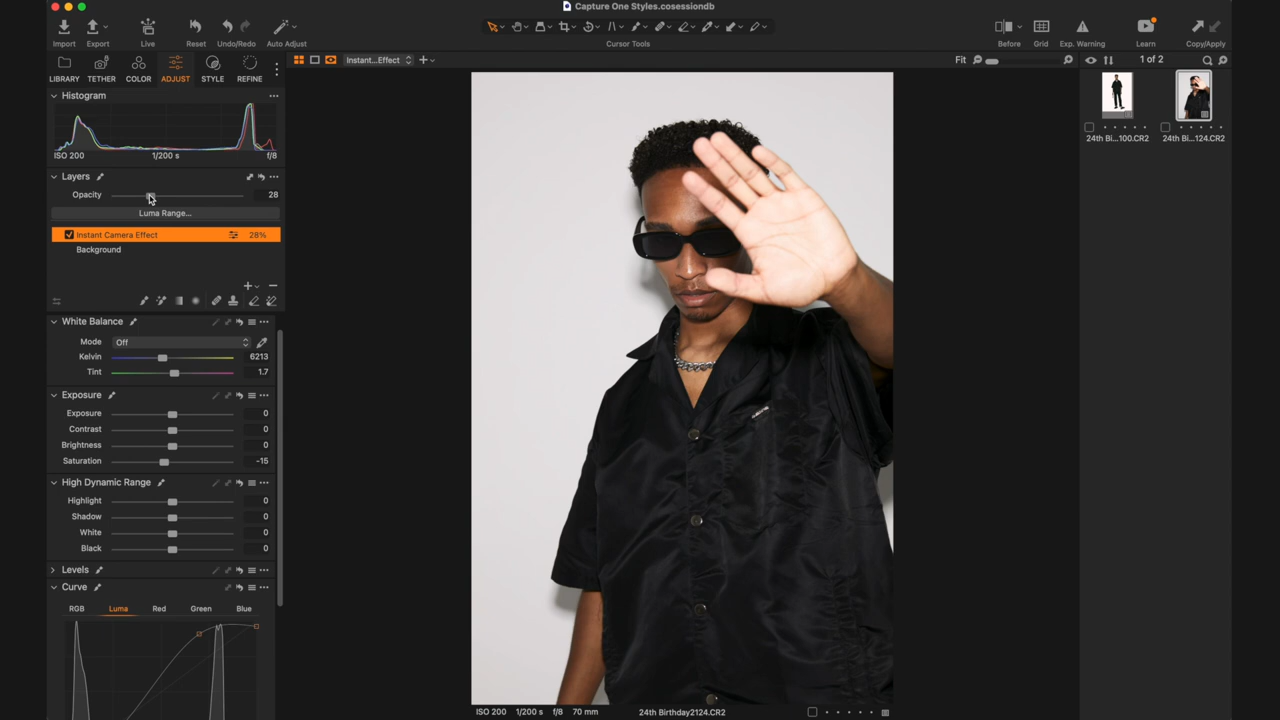 Capture One Styles.cosessiondb
Import
Export
Live
Reset
Undo/Redo
Auto Adjust
Cursor Tools
Before
Grid
Exp. Warning
Learn
Copy/Apply
LIBRARY
TETHER
COLOR
ADJUST
STYLE
REFINE
Instant...Effect
Fit
1 of 2
Histogram
ISO 200 1/200 s f/8
Layers
Opacity 28
Luma Range...
Instant Camera Effect 28%
Background
White Balance
Mode Off
Kelvin 6213
Tint 1.7
Exposure
Exposure 0
Contrast 0
Brightness 0
Saturation -15
High Dynamic Range
Highlight 0
Shadow 0
White 0
Black 0
Levels
Curve
RGB Luma Red Green Blue
24th Bi...100.CR2
24th Bi...124.CR2
ISO 200 1/200 s f/8 70 mm 24th Birthday2124.CR2